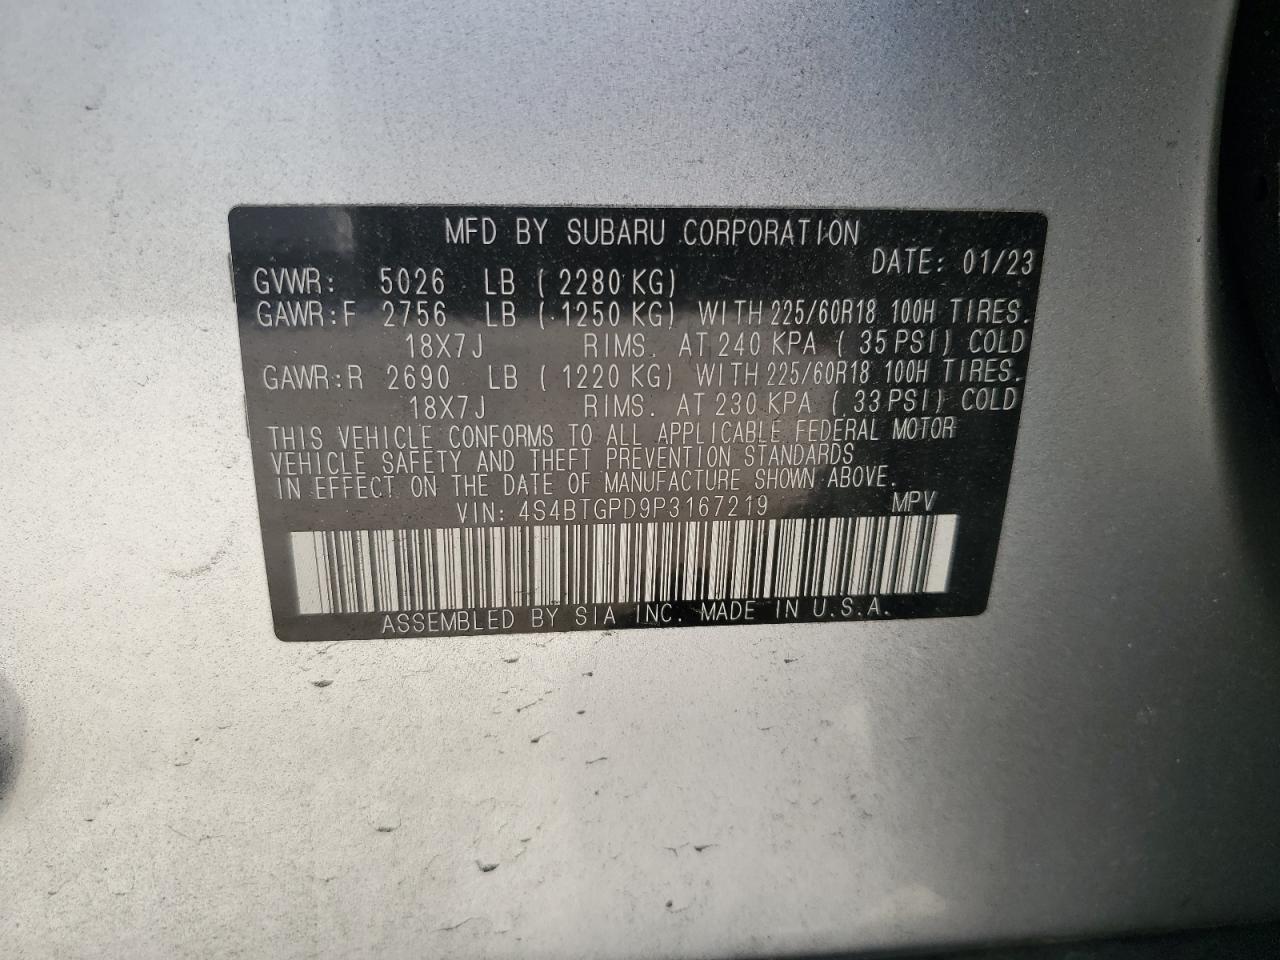 MFD BY SUBARU CORPORATION
DATE: 01/23
GVWR: 5026 LB ( 2280 KG)
GAWR:F 2756 LB ( 1250 KG) WITH 225/60R18 100H TIRES.
18X7J RIMS. AT 240 KPA ( 35 PSI) COLD
GAWR:R 2690 LB ( 1220 KG) WITH 225/60R18 100H TIRES.
18X7J RIMS. AT 230 KPA ( 33 PSI) COLD
THIS VEHICLE CONFORMS TO ALL APPLICABLE FEDERAL MOTOR
VEHICLE SAFETY AND THEFT PREVENTION STANDARDS
IN EFFECT ON THE DATE OF MANUFACTURE SHOWN ABOVE.
VIN: 4S4BTGPD9P3167219 MPV
ASSEMBLED BY SIA INC. MADE IN U.S.A.